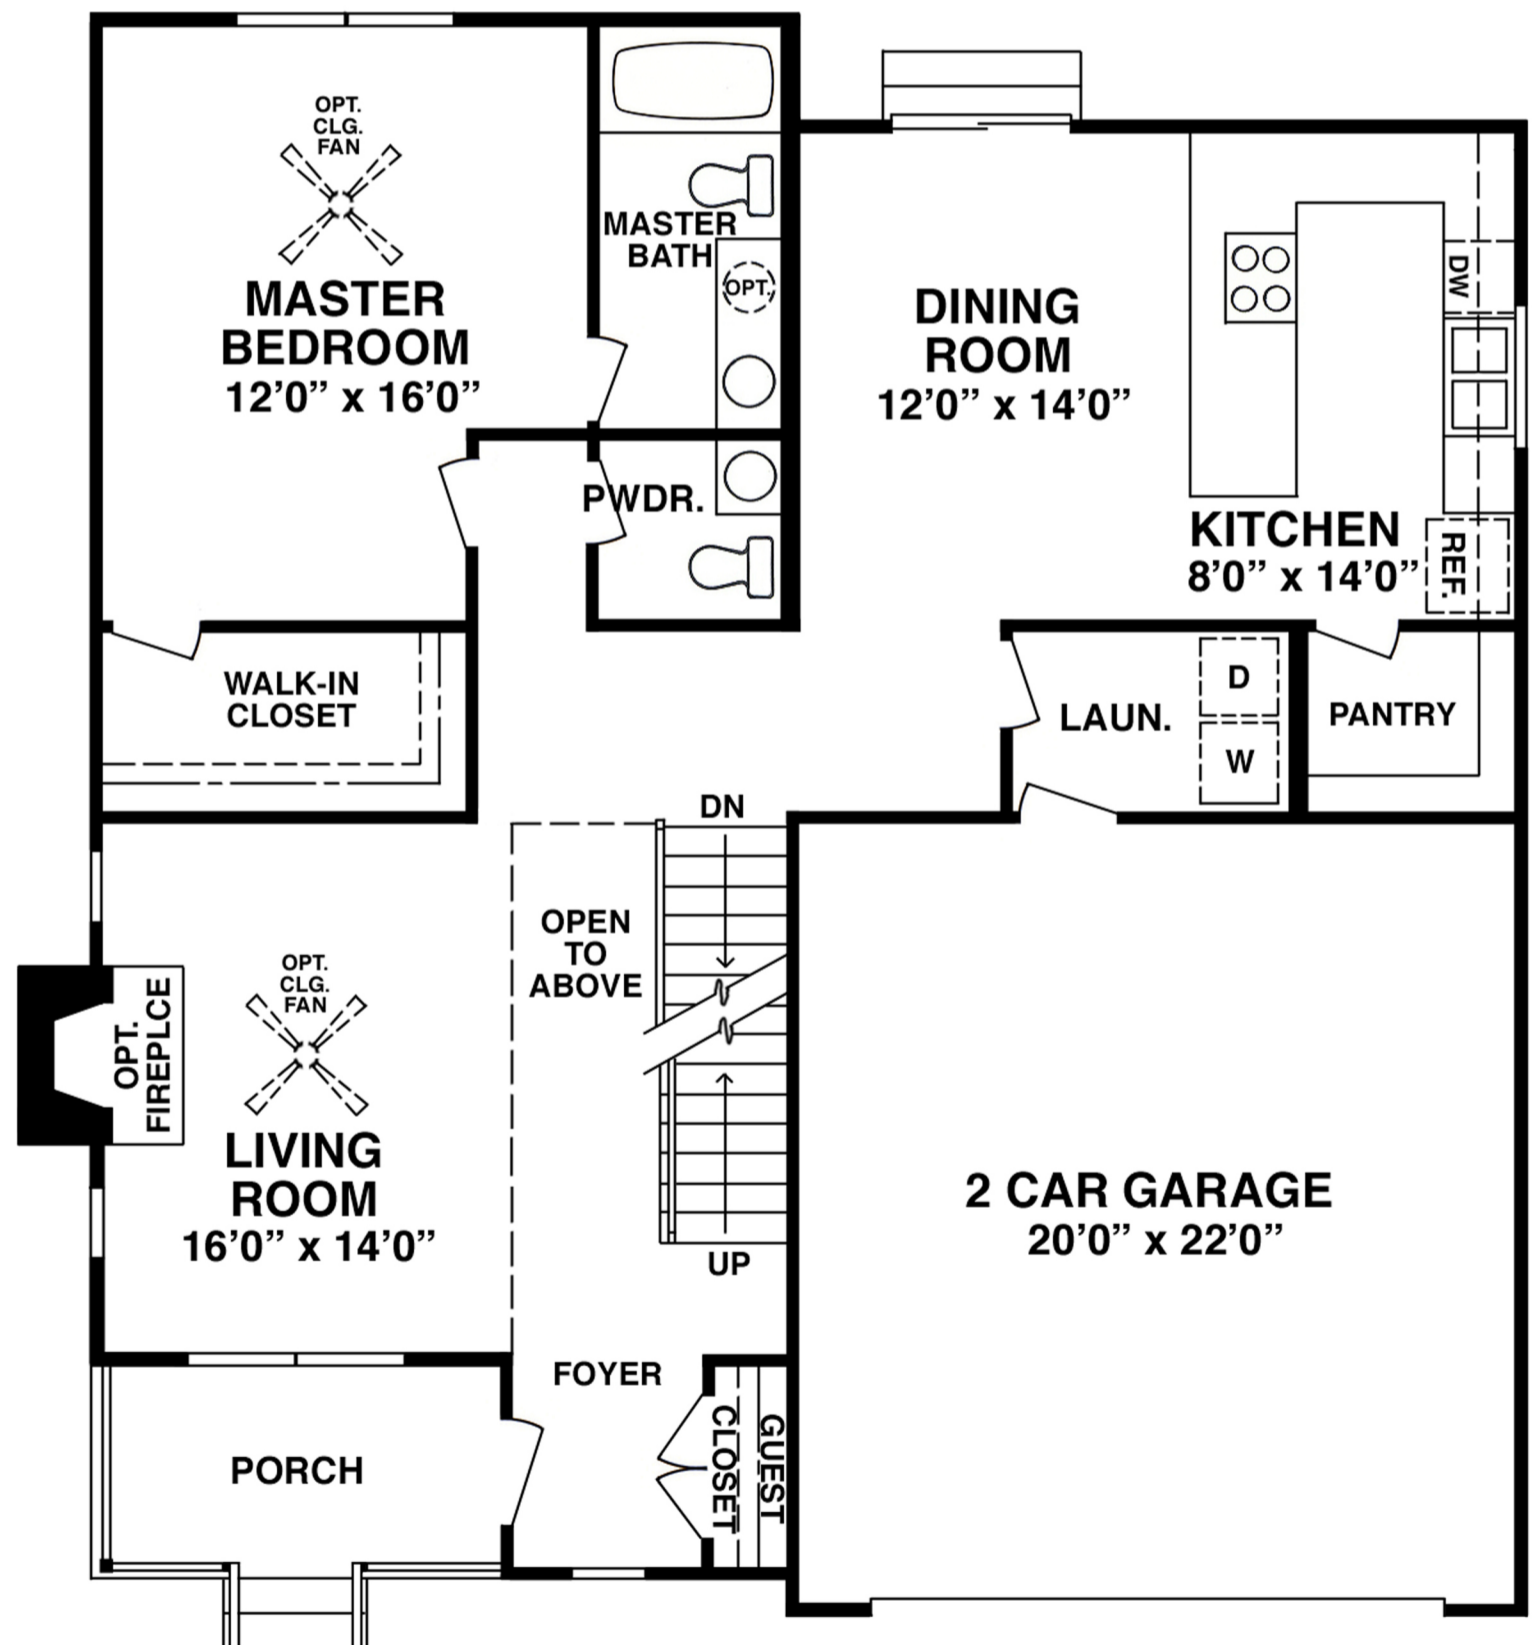 OPT.
CLG.
FAN
MASTER
BEDROOM
12'0” x 16'0”
MASTER
BATH
OPT.
DINING
ROOM
12'0” x 14'0”
DW
KITCHEN
8'0” x 14'0”
REF.
PWDR.
WALK-IN
CLOSET
LAUN.
D
W
PANTRY
DN
OPEN
TO
ABOVE
OPT.
CLG.
FAN
OPT.
FIREPLCE
LIVING
ROOM
16'0” x 14'0”
UP
2 CAR GARAGE
20'0” x 22'0”
FOYER
PORCH
GUEST
CLOSET